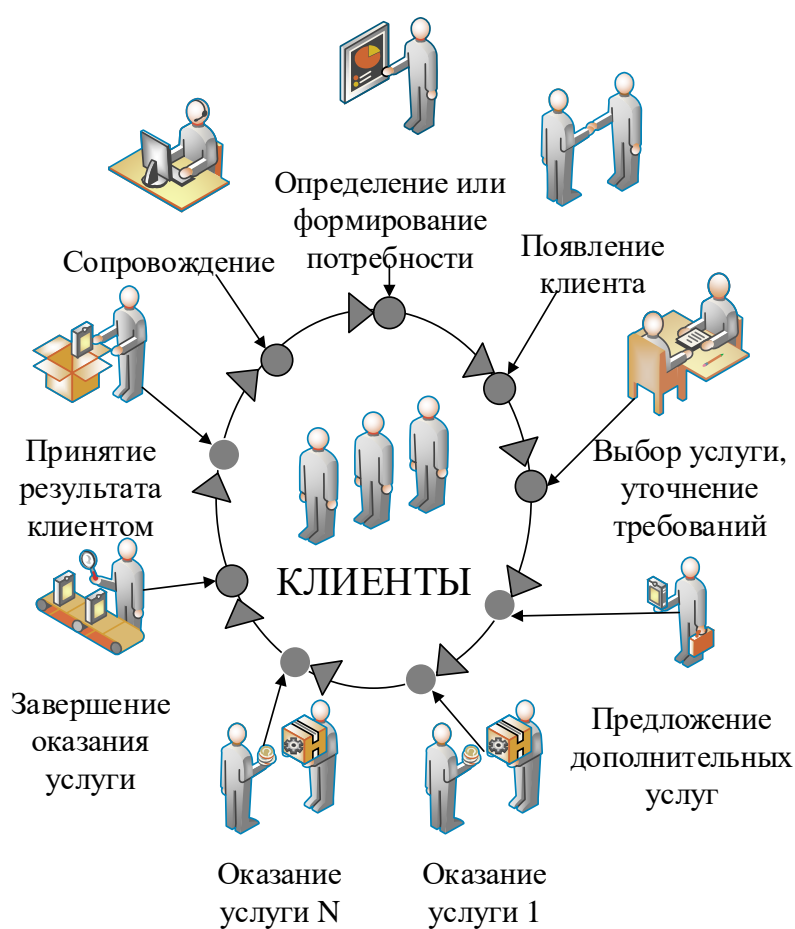 Определение или
формирование
потребности
Появление
клиента
Сопровождение
Принятие
результата
клиентом
Выбор услуги,
уточнение
требований
КЛИЕНТЫ
Завершение
оказания
услуги
Предложение
дополнительных
услуг
Оказание
услуги N
Оказание
услуги 1